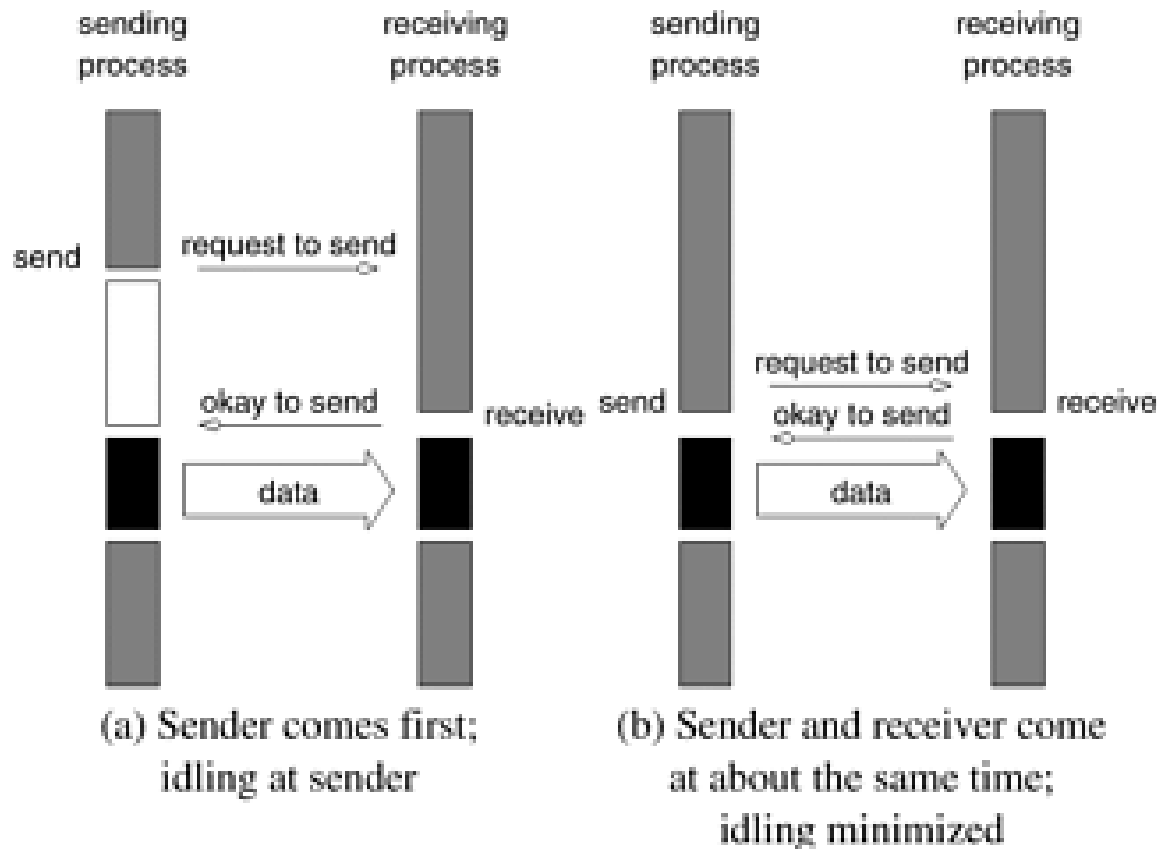 sending
process
receiving
process
sending
process
receiving
process
send
request to send
okay to send
receive
data
request to send
send
okay to send
receive
data
(a) Sender comes first;
idling at sender
(b) Sender and receiver come
at about the same time;
idling minimized